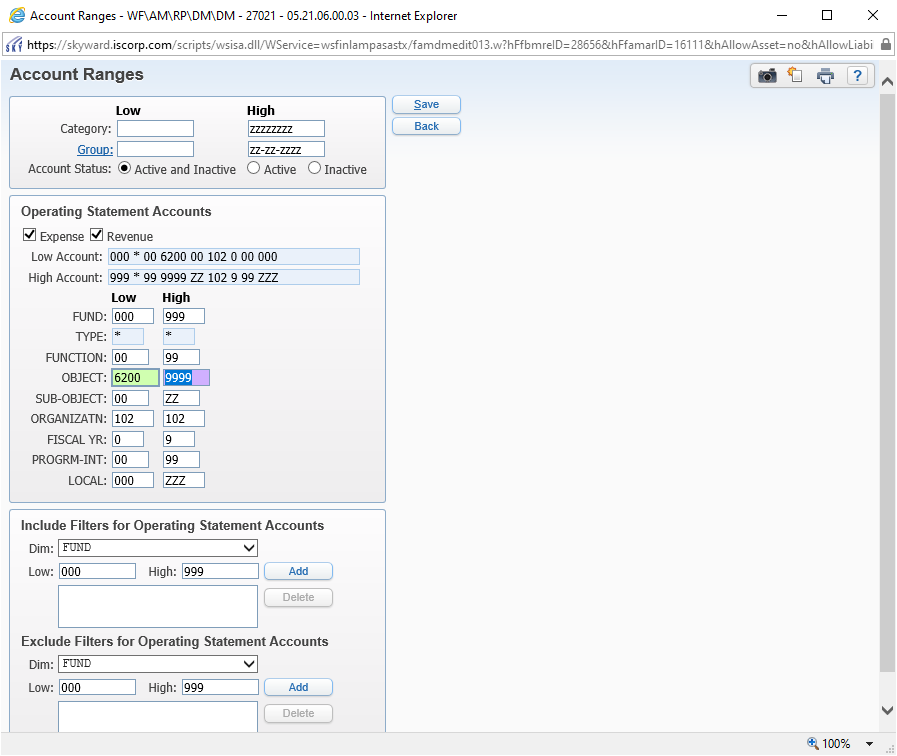 Account Ranges - WF\AM\RP\DM\DM - 27021 - 05.21.06.00.03 - Internet Explorer
https://skyward.iscorp.com/scripts/wsisa.dll/WService=wsfinlampasastx/famdmedit013.w?hFfbmreID=28656&hFfamarID=16111&hAllowAsset=no&hAllowLiabi
Account Ranges
?
Low High
Save
Category: zzzzzzzz
Back
Group: zz-zz-zzzz
Account Status: Active and Inactive Active Inactive
Operating Statement Accounts
Expense Revenue
Low Account: 000 * 00 6200 00 102 0 00 000
High Account: 999 * 99 9999 ZZ 102 9 99 ZZZ
Low High
FUND: 000 999
TYPE: * *
FUNCTION: 00 99
OBJECT: 6200 9999
SUB-OBJECT: 00 ZZ
ORGANIZATN: 102 102
FISCAL YR: 0 9
PROGRM-INT: 00 99
LOCAL: 000 ZZZ
Include Filters for Operating Statement Accounts
Dim: FUND
Low: 000 High: 999 Add
Delete
Exclude Filters for Operating Statement Accounts
Dim: FUND
Low: 000 High: 999 Add
Delete
100%